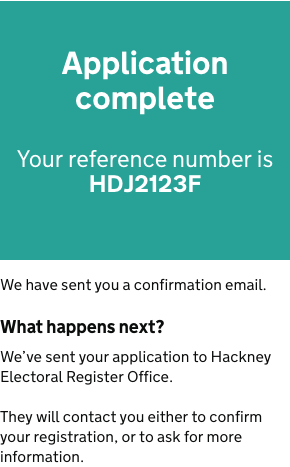 Application
complete
Your reference number is
HDJ2123F
We have sent you a confirmation email.
What happens next?
We’ve sent your application to Hackney
Electoral Register Office.
They will contact you either to confirm
your registration, or to ask for more
information.